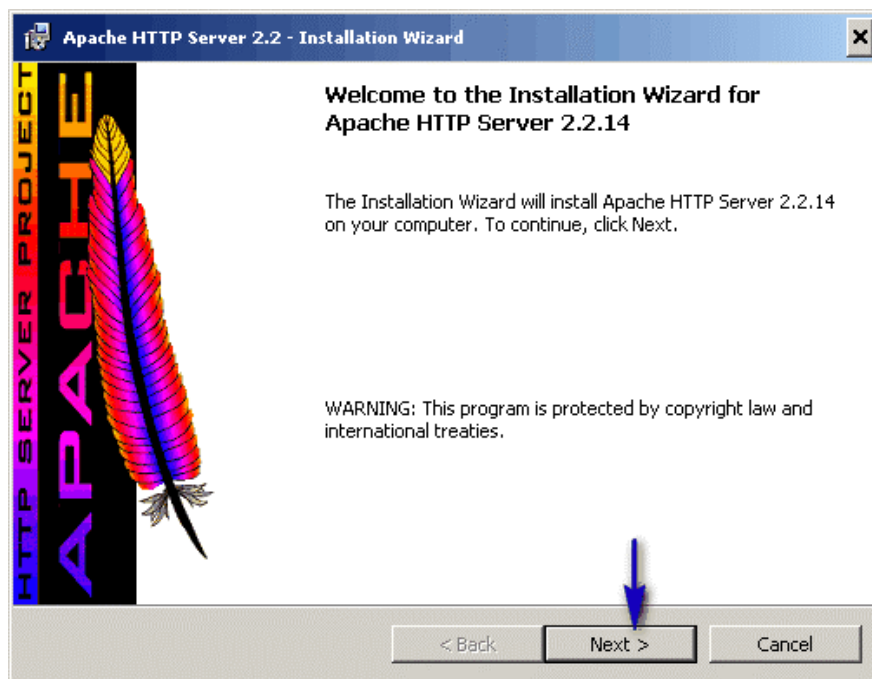 Apache HTTP Server 2.2 - Installation Wizard
HTTP SERVER PROJECT
APACHE
Welcome to the Installation Wizard for
Apache HTTP Server 2.2.14
The Installation Wizard will install Apache HTTP Server 2.2.14
on your computer. To continue, click Next.
WARNING: This program is protected by copyright law and
international treaties.
< Back
Next >
Cancel